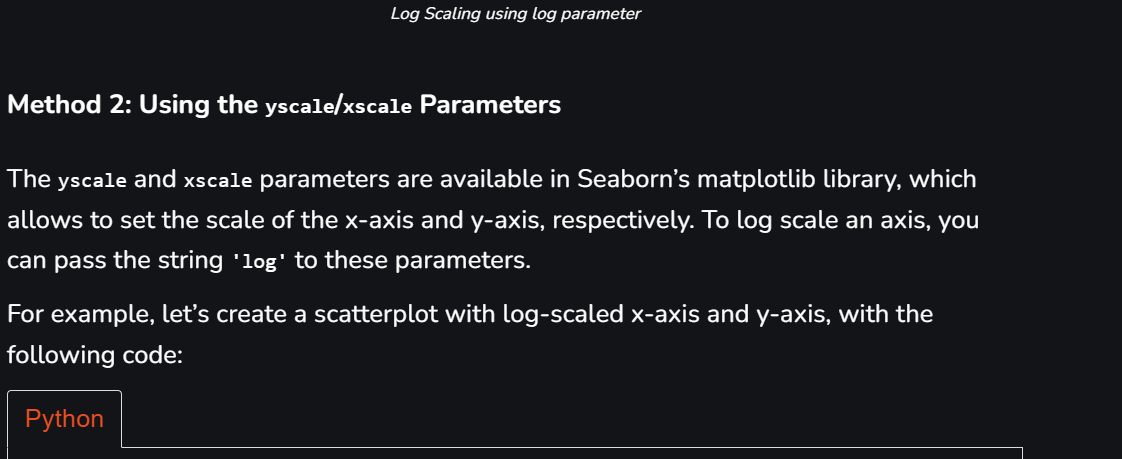 Log Scaling using log parameter
Method 2: Using the yscale/xscale Parameters
The yscale and xscale parameters are available in Seaborn’s matplotlib library, which
allows to set the scale of the x-axis and y-axis, respectively. To log scale an axis, you
can pass the string 'log' to these parameters.
For example, let’s create a scatterplot with log-scaled x-axis and y-axis, with the
following code:
Python